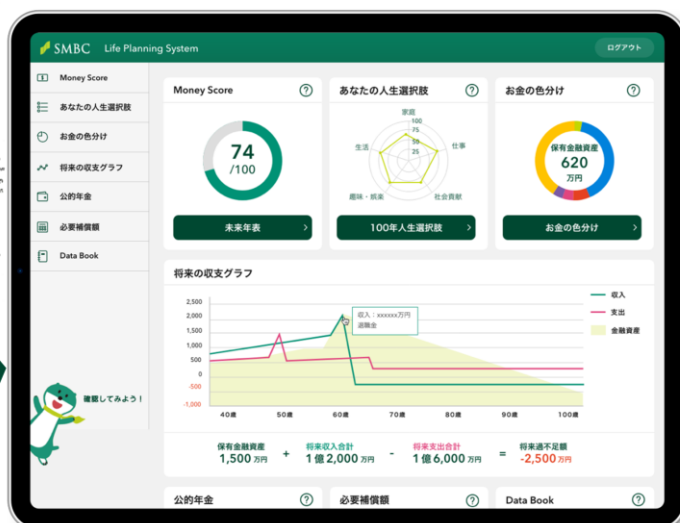 SMBC Life Planning System
ログアウト
Money Score
あなたの人生選択肢
お金の色分け
将来の収支グラフ
公的年金
必要補償額
Data Book
確認してみよう！
Money Score
?
74
/100
未来年表
あなたの人生選択肢
?
家庭
100
75
50
25
仕事
社会貢献
趣味・娯楽
生活
100年人生選択肢
お金の色分け
?
保有金融資産
620
万円
お金の色分け
将来の収支グラフ
2,500
2,000
1,500
1,000
500
0
-500
-1,000
収入：xxxxxx万円
退職金
40歳 50歳 60歳 70歳 80歳 90歳 100歳
収入
支出
金融資産
保有金融資産 将来収入合計 将来支出合計 将来過不足額
1,500 万円 + 1億2,000 万円 - 1億6,000 万円 = -2,500 万円
公的年金 ?
必要補償額 ?
Data Book ?